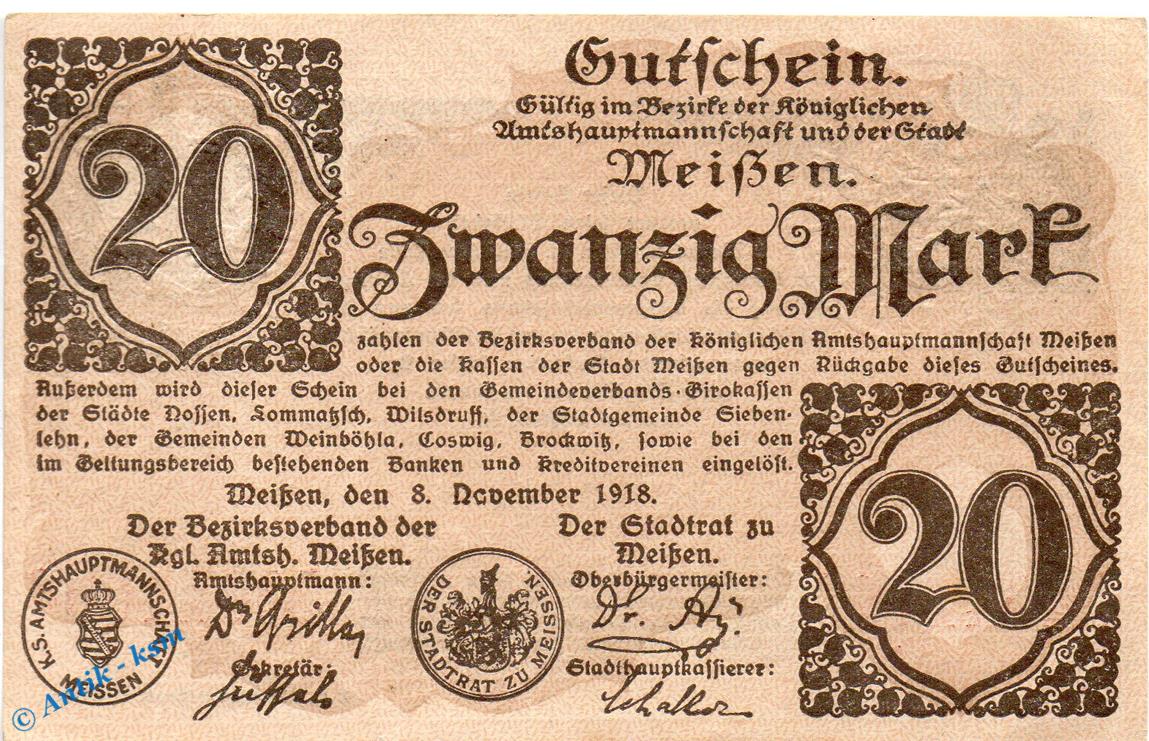 20
Gutschein.
Gültig im Bezirke der Königlichen
Amtshauptmannschaft und der Stadt
Meißen.
Zwanzig Mark
zahlen der Bezirksverband der Königlichen Amtshauptmannschaft Meißen
oder die Kassen der Stadt Meißen gegen Rückgabe dieses Gutscheines.
Außerdem wird dieser Schein bei den Gemeindeverbands-Girokassen
der Städte Nossen, Lommatzsch, Wilsdruff, der Stadtgemeinde Sieben-
lehn, der Gemeinden Weinböhla, Coswig, Brockwitz, sowie bei den
im Geltungsbereich bestehenden Banken und Kreditvereinen eingelöst.
20
Meißen, den 8. November 1918.
Der Bezirksverband der
Kgl. Amtsh. Meißen.
Amtshauptmann:
Sekretär:
K.S. AMTSHAUPTMANNSCHAFT
MEISSEN
DER STADTRAT ZU MEISSEN.
Der Stadtrat zu
Meißen.
Oberbürgermeister:
Dr. Ay.
Stadthauptkassierer:
Schaller
© Antik - ksm